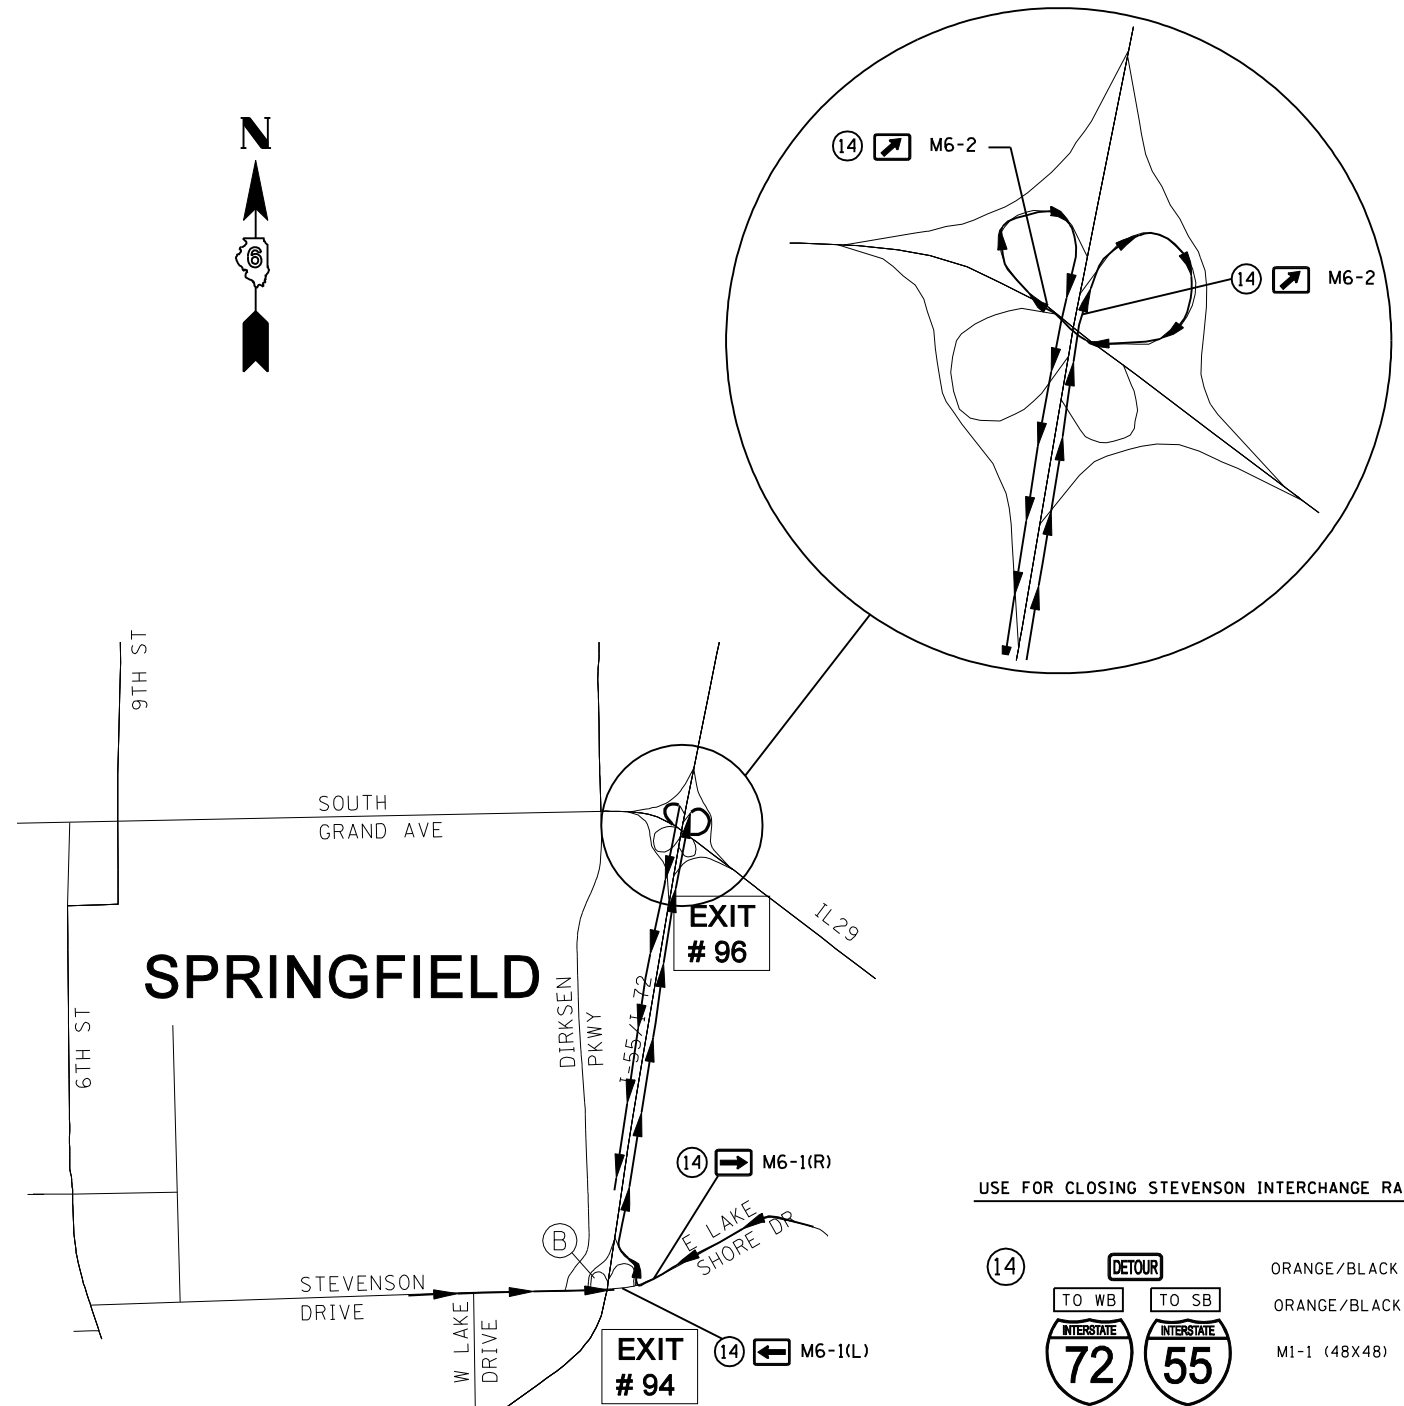 N
6
14 M6-2
14 M6-2
9TH ST
SOUTH
GRAND AVE
EXIT
# 96
IL29
SPRINGFIELD
6TH ST
DIRKSEN
PKWY
I-55/I-72
14 M6-1(R)
E LAKE
SHORE DR
B
STEVENSON
DRIVE
W LAKE
DRIVE
EXIT
# 94
14 M6-1(L)
USE FOR CLOSING STEVENSON INTERCHANGE RA
14 DETOUR ORANGE/BLACK
TO WB TO SB ORANGE/BLACK
INTERSTATE INTERSTATE
72 55 M1-1 (48X48)